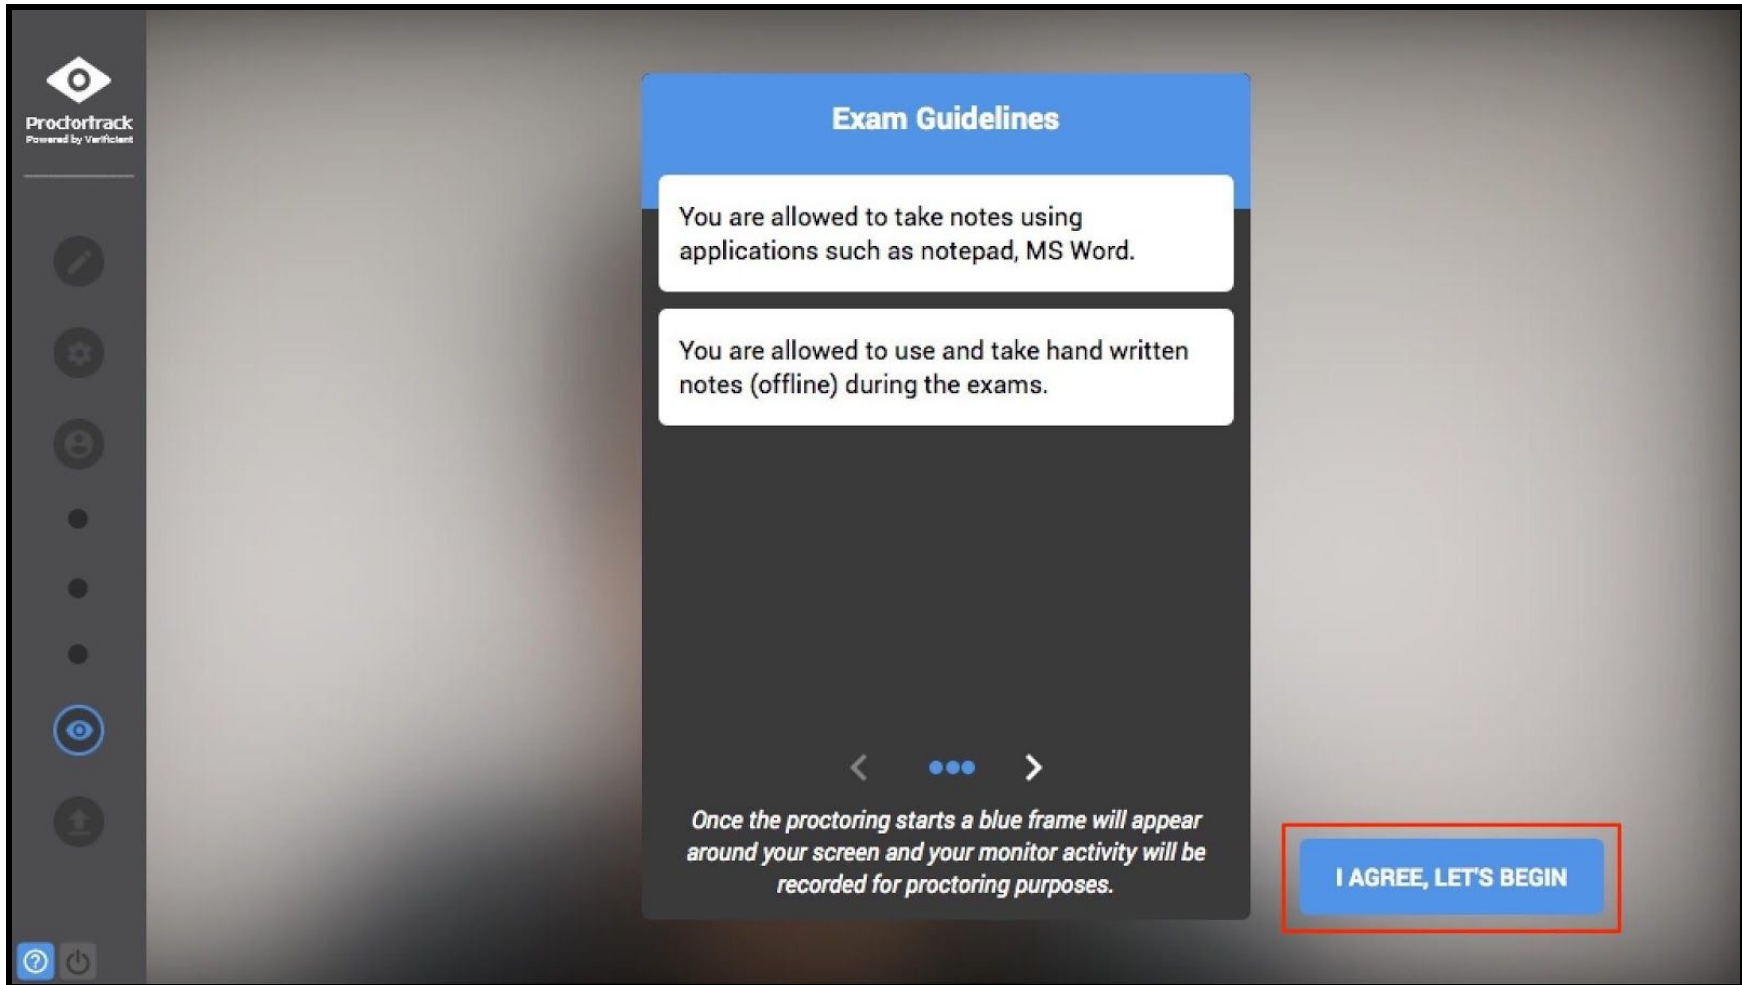 Proctortrack
Powered by Verificient
Exam Guidelines
You are allowed to take notes using
applications such as notepad, MS Word.
You are allowed to use and take hand written
notes (offline) during the exams.
Once the proctoring starts a blue frame will appear
around your screen and your monitor activity will be
recorded for proctoring purposes.
I AGREE, LET'S BEGIN